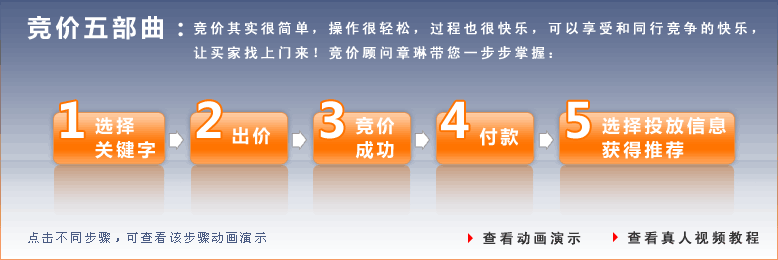 竞价五部曲：竞价其实很简单，操作很轻松，过程也很快乐，可以享受和同行竞争的快乐，
让买家找上门来！竞价顾问章琳带您一步步掌握：
1 选择
关键字
2 出价
3 竞价
成功
4 付款
5 选择投放信息
获得推荐
点击不同步骤，可查看该步骤动画演示
查看动画演示
查看真人视频教程